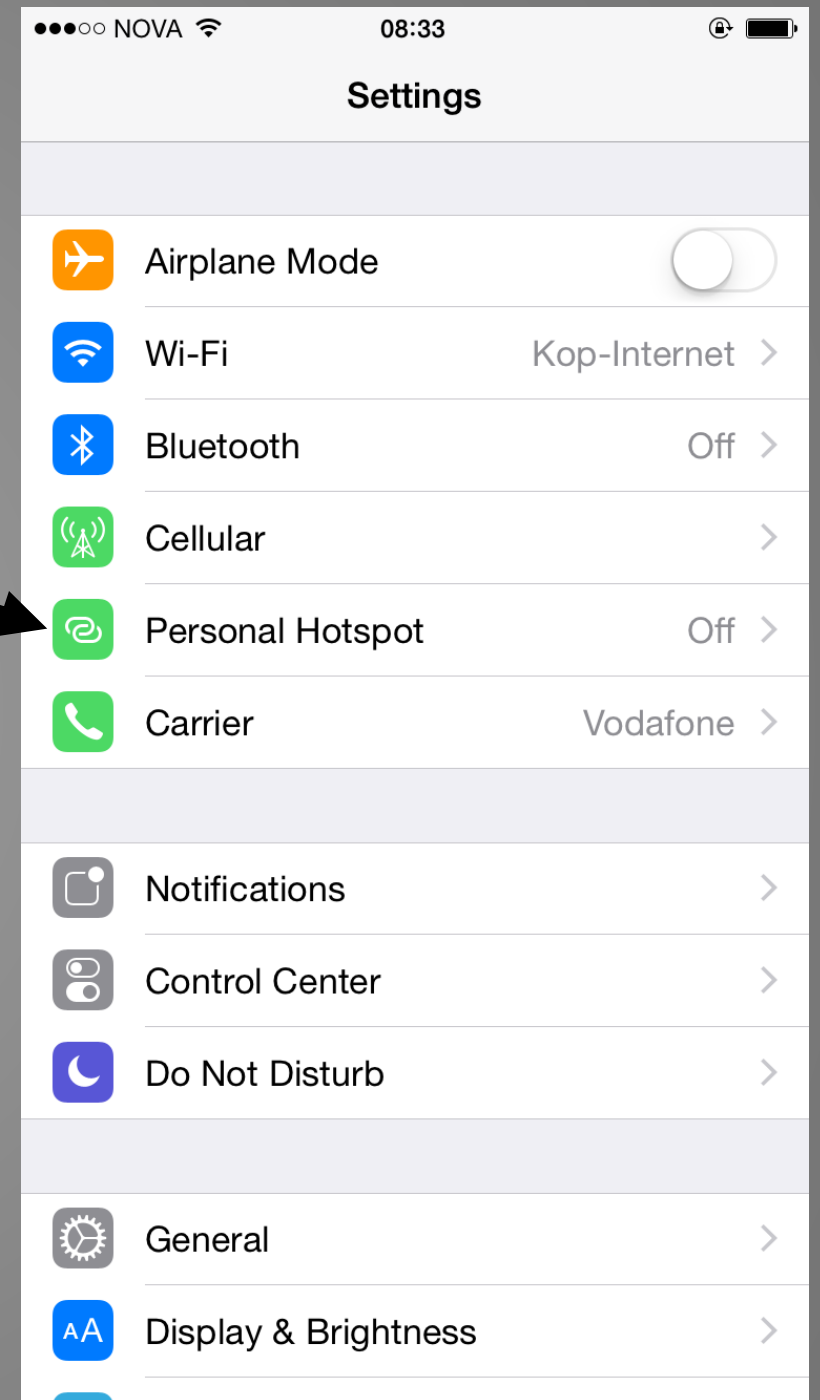 NOVA 08:33
Settings
Airplane Mode
Wi-Fi Kop-Internet
Bluetooth Off
Cellular
Personal Hotspot Off
Carrier Vodafone
Notifications
Control Center
Do Not Disturb
General
AA Display & Brightness